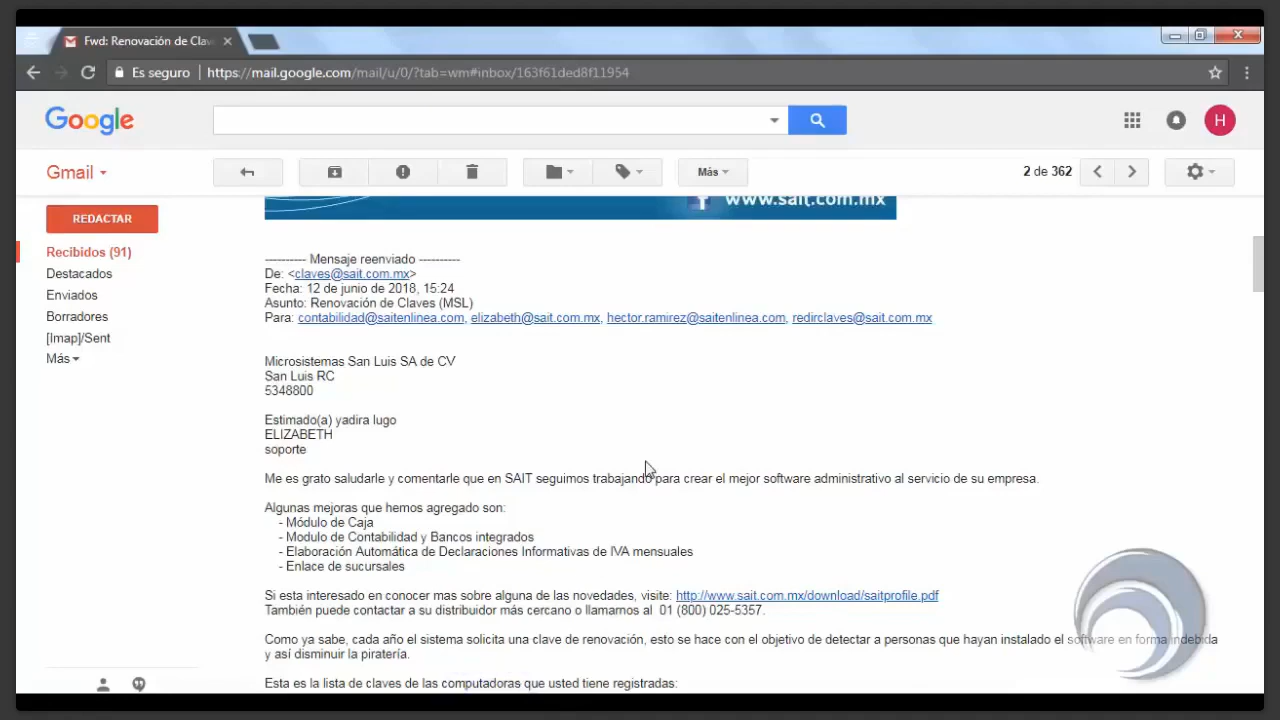 Fwd: Renovación de Clav
Es seguro
https://mail.google.com/mail/u/0/?tab=wm#inbox/163f61ded8f11954
Google
H
Gmail
Más
2 de 362
REDACTAR
Recibidos (91)
Destacados
Enviados
Borradores
[Imap]/Sent
Más
www.sait.com.mx
---------- Mensaje reenviado ----------
De: <claves@sait.com.mx>
Fecha: 12 de junio de 2018, 15:24
Asunto: Renovación de Claves (MSL)
Para: contabilidad@saitenlinea.com, elizabeth@sait.com.mx, hector.ramirez@saitenlinea.com, redirclaves@sait.com.mx
Microsistemas San Luis SA de CV
San Luis RC
5348800
Estimado(a) yadira lugo
ELIZABETH
soporte
Me es grato saludarle y comentarle que en SAIT seguimos trabajando para crear el mejor software administrativo al servicio de su empresa.
Algunas mejoras que hemos agregado son:
- Módulo de Caja
- Modulo de Contabilidad y Bancos integrados
- Elaboración Automática de Declaraciones Informativas de IVA mensuales
- Enlace de sucursales
Si esta interesado en conocer mas sobre alguna de las novedades, visite: http://www.sait.com.mx/download/saitprofile.pdf
También puede contactar a su distribuidor más cercano o llamarnos al  01 (800) 025-5357.
Como ya sabe, cada año el sistema solicita una clave de renovación, esto se hace con el objetivo de detectar a personas que hayan instalado el software en forma indebida
y así disminuir la piratería.
Esta es la lista de claves de las computadoras que usted tiene registradas: